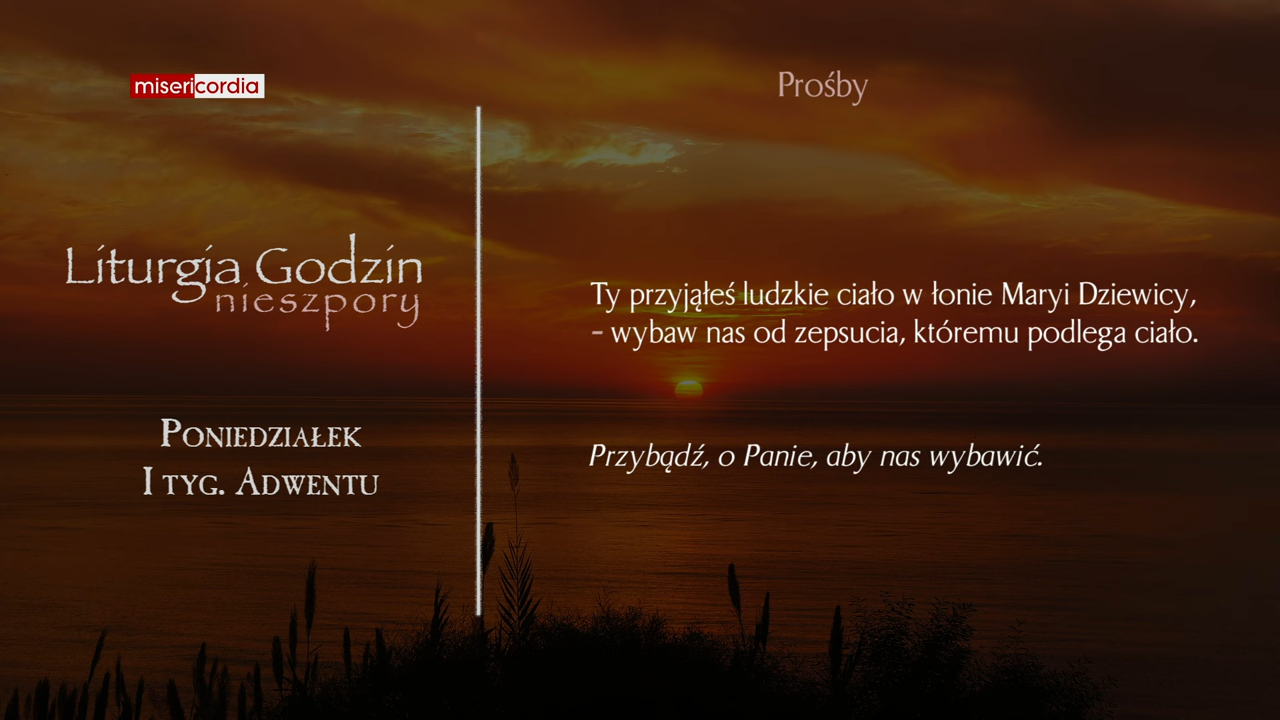 misericordia
Prośby
Liturgia Godzin
nieszpory
Ty przyjąłeś ludzkie ciało w łonie Maryi Dziewicy,
- wybaw nas od zepsucia, któremu podlega ciało.
Poniedziałek
I tyg. Adwentu
Przybądź, o Panie, aby nas wybawić.